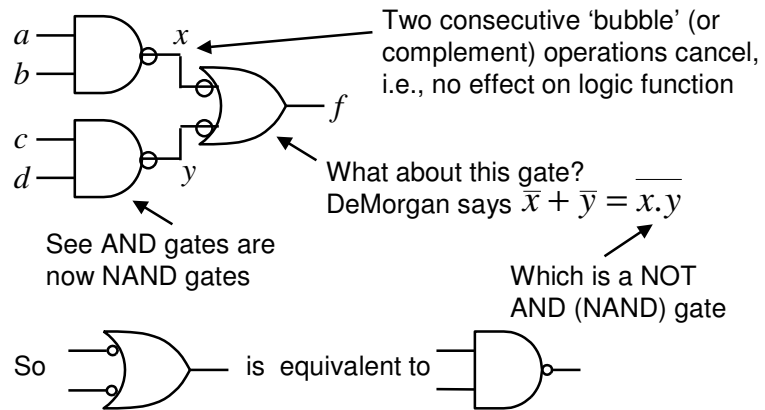 a
b
x
Two consecutive ‘bubble’ (or
complement) operations cancel,
i.e., no effect on logic function
f
c
d
y
What about this gate?
DeMorgan says x̅ + y̅ = x̅.̅y̅
See AND gates are
now NAND gates
Which is a NOT
AND (NAND) gate
So is equivalent to